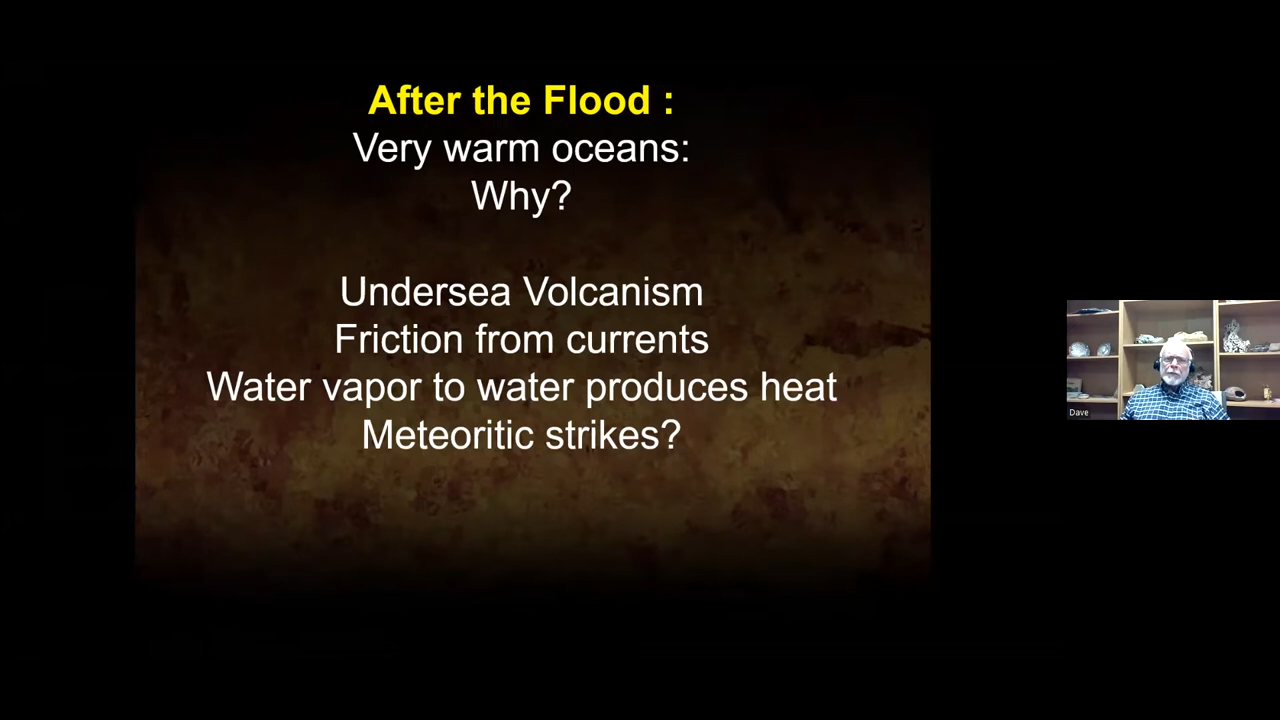 After the Flood :
Very warm oceans:
Why?
Undersea Volcanism
Friction from currents
Water vapor to water produces heat
Meteoritic strikes?
Dave